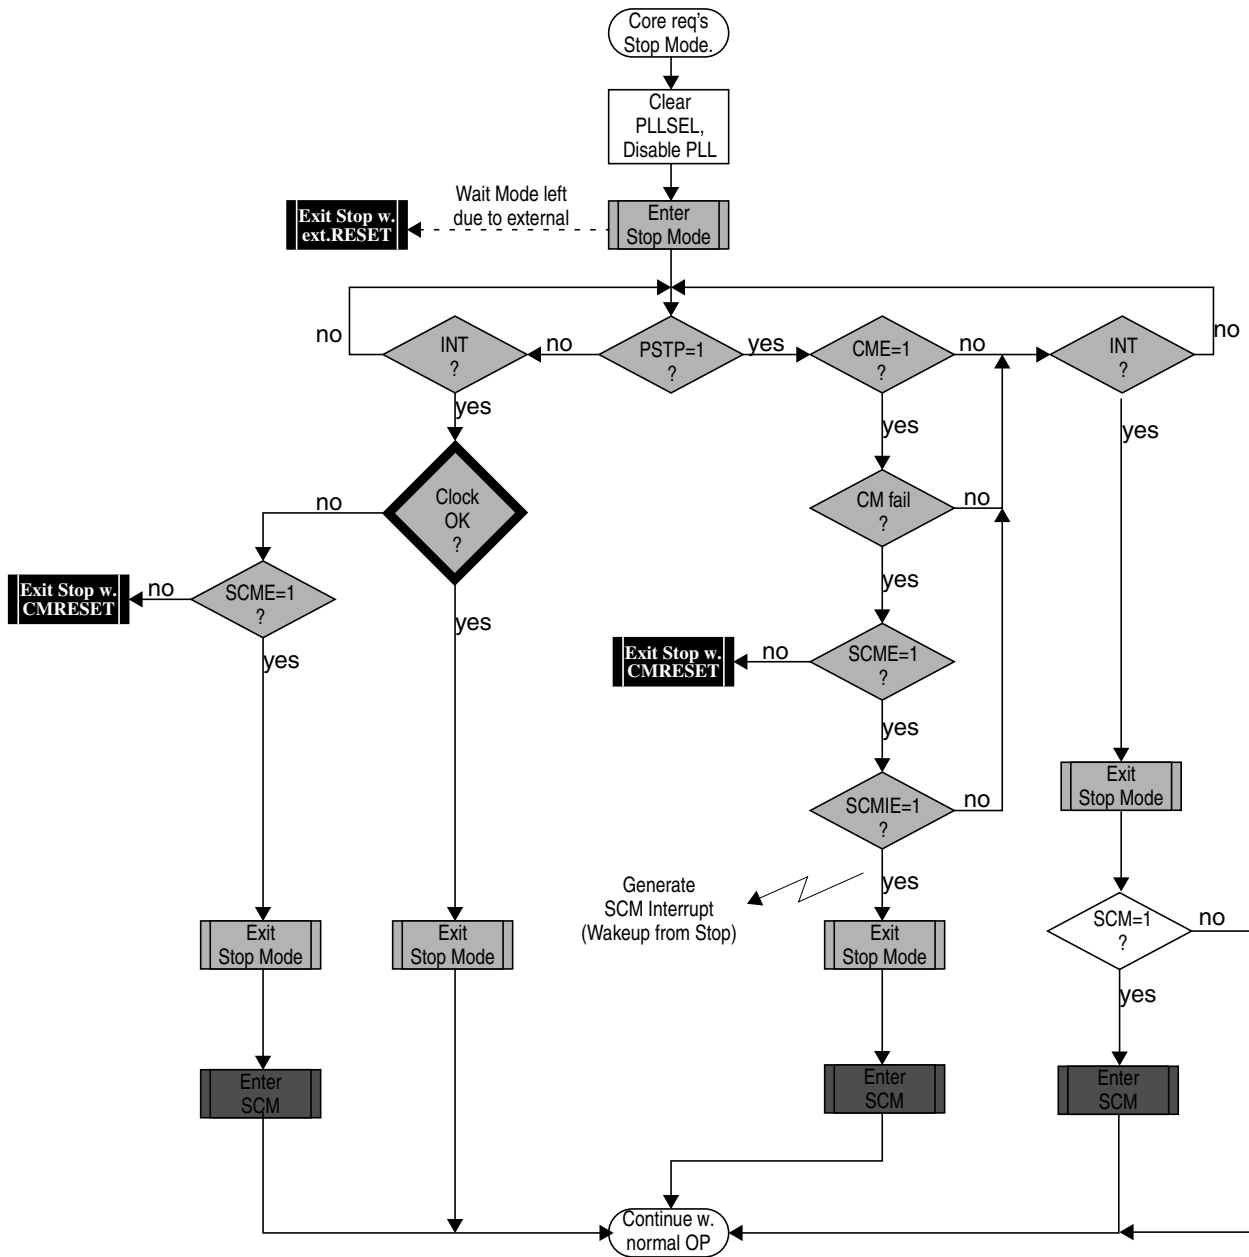 Core req's
Stop Mode.
Clear
PLLSEL,
Disable PLL
Wait Mode left
due to external
Exit Stop w.
ext.RESET
Enter
Stop Mode
no
INT
?
no
PSTP=1
?
yes
CME=1
?
no
INT
?
no
yes
yes
yes
Clock
OK
?
no
CM fail
?
no
yes
SCME=1
?
no
Exit Stop w.
CMRESET
yes
yes
SCME=1
?
no
Exit Stop w.
CMRESET
yes
SCMIE=1
?
no
Exit
Stop Mode
yes
Generate
SCM Interrupt
(Wakeup from Stop)
Exit
Stop Mode
Exit
Stop Mode
Exit
Stop Mode
SCM=1
?
no
yes
Enter
SCM
Enter
SCM
Enter
SCM
Continue w.
normal OP